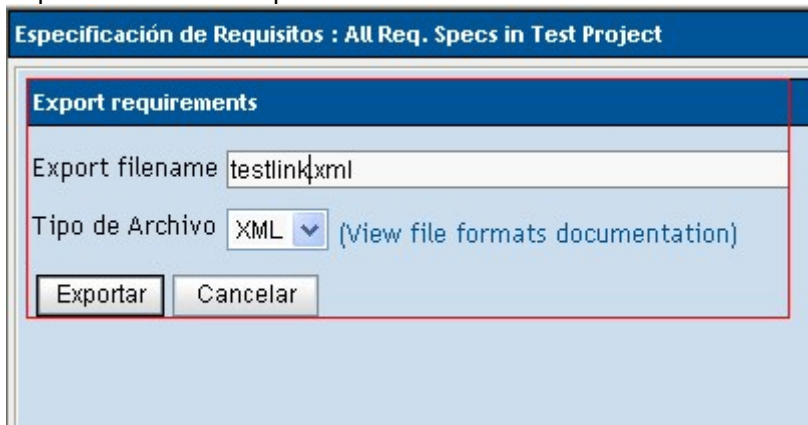 Especificación de Requisitos : All Req. Specs in Test Project
Export requirements
Export filename testlink.xml
Tipo de Archivo XML (View file formats documentation)
Exportar Cancelar